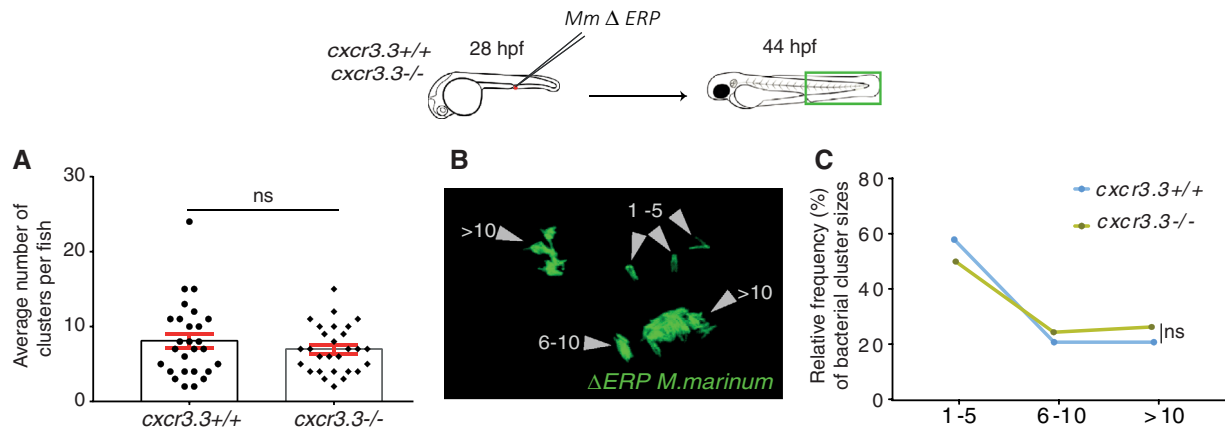 Mm Δ ERP
cxcr3.3+/+
cxcr3.3-/-
28 hpf
44 hpf
A
Average number of
clusters per fish
30
20
10
0
ns
cxcr3.3+/+
cxcr3.3-/-
B
>10
1 -5
>10
6-10
ΔERP M.marinum
C
Relative frequency (%)
of bacterial cluster sizes
80
60
40
20
0
cxcr3.3+/+
cxcr3.3-/-
ns
1-5
6-10
>10